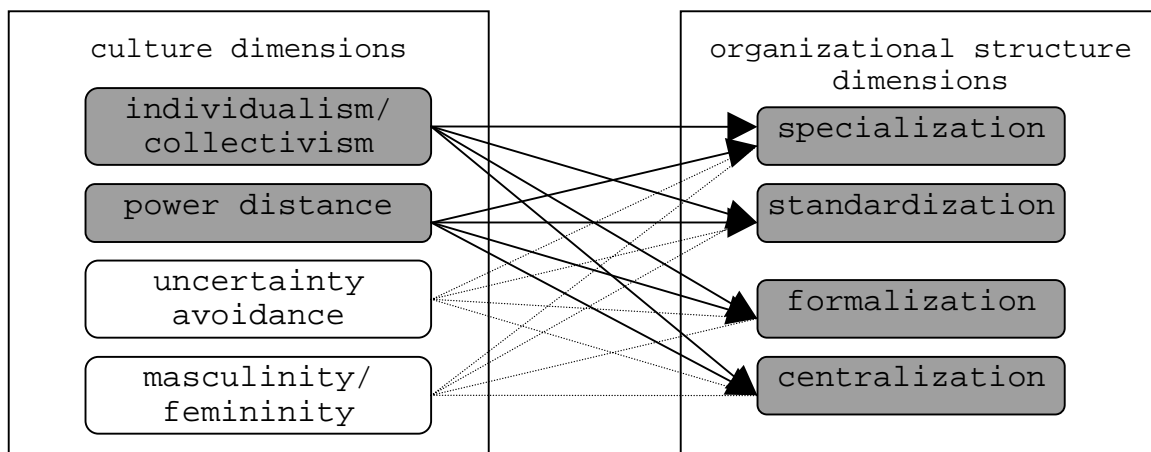 culture dimensions
individualism/
collectivism
power distance
uncertainty
avoidance
masculinity/
femininity
organizational structure
dimensions
specialization
standardization
formalization
centralization